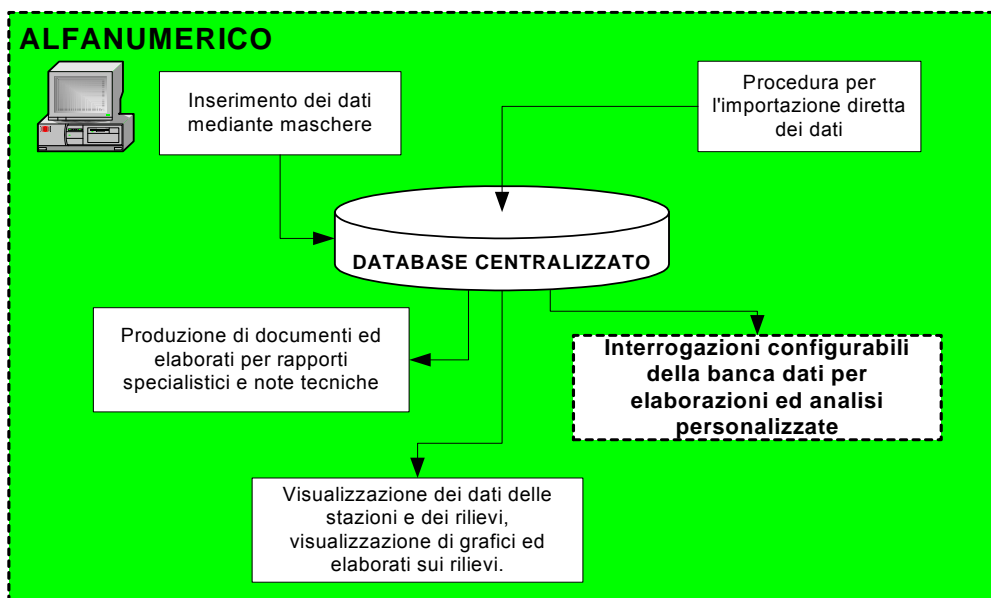 ALFANUMERICO
Inserimento dei dati
mediante maschere
Procedura per
l'importazione diretta
dei dati
DATABASE CENTRALIZZATO
Produzione di documenti ed
elaborati per rapporti
specialistici e note tecniche
Interrogazioni configurabili
della banca dati per
elaborazioni ed analisi
personalizzate
Visualizzazione dei dati delle
stazioni e dei rilievi,
visualizzazione di grafici ed
elaborati sui rilievi.